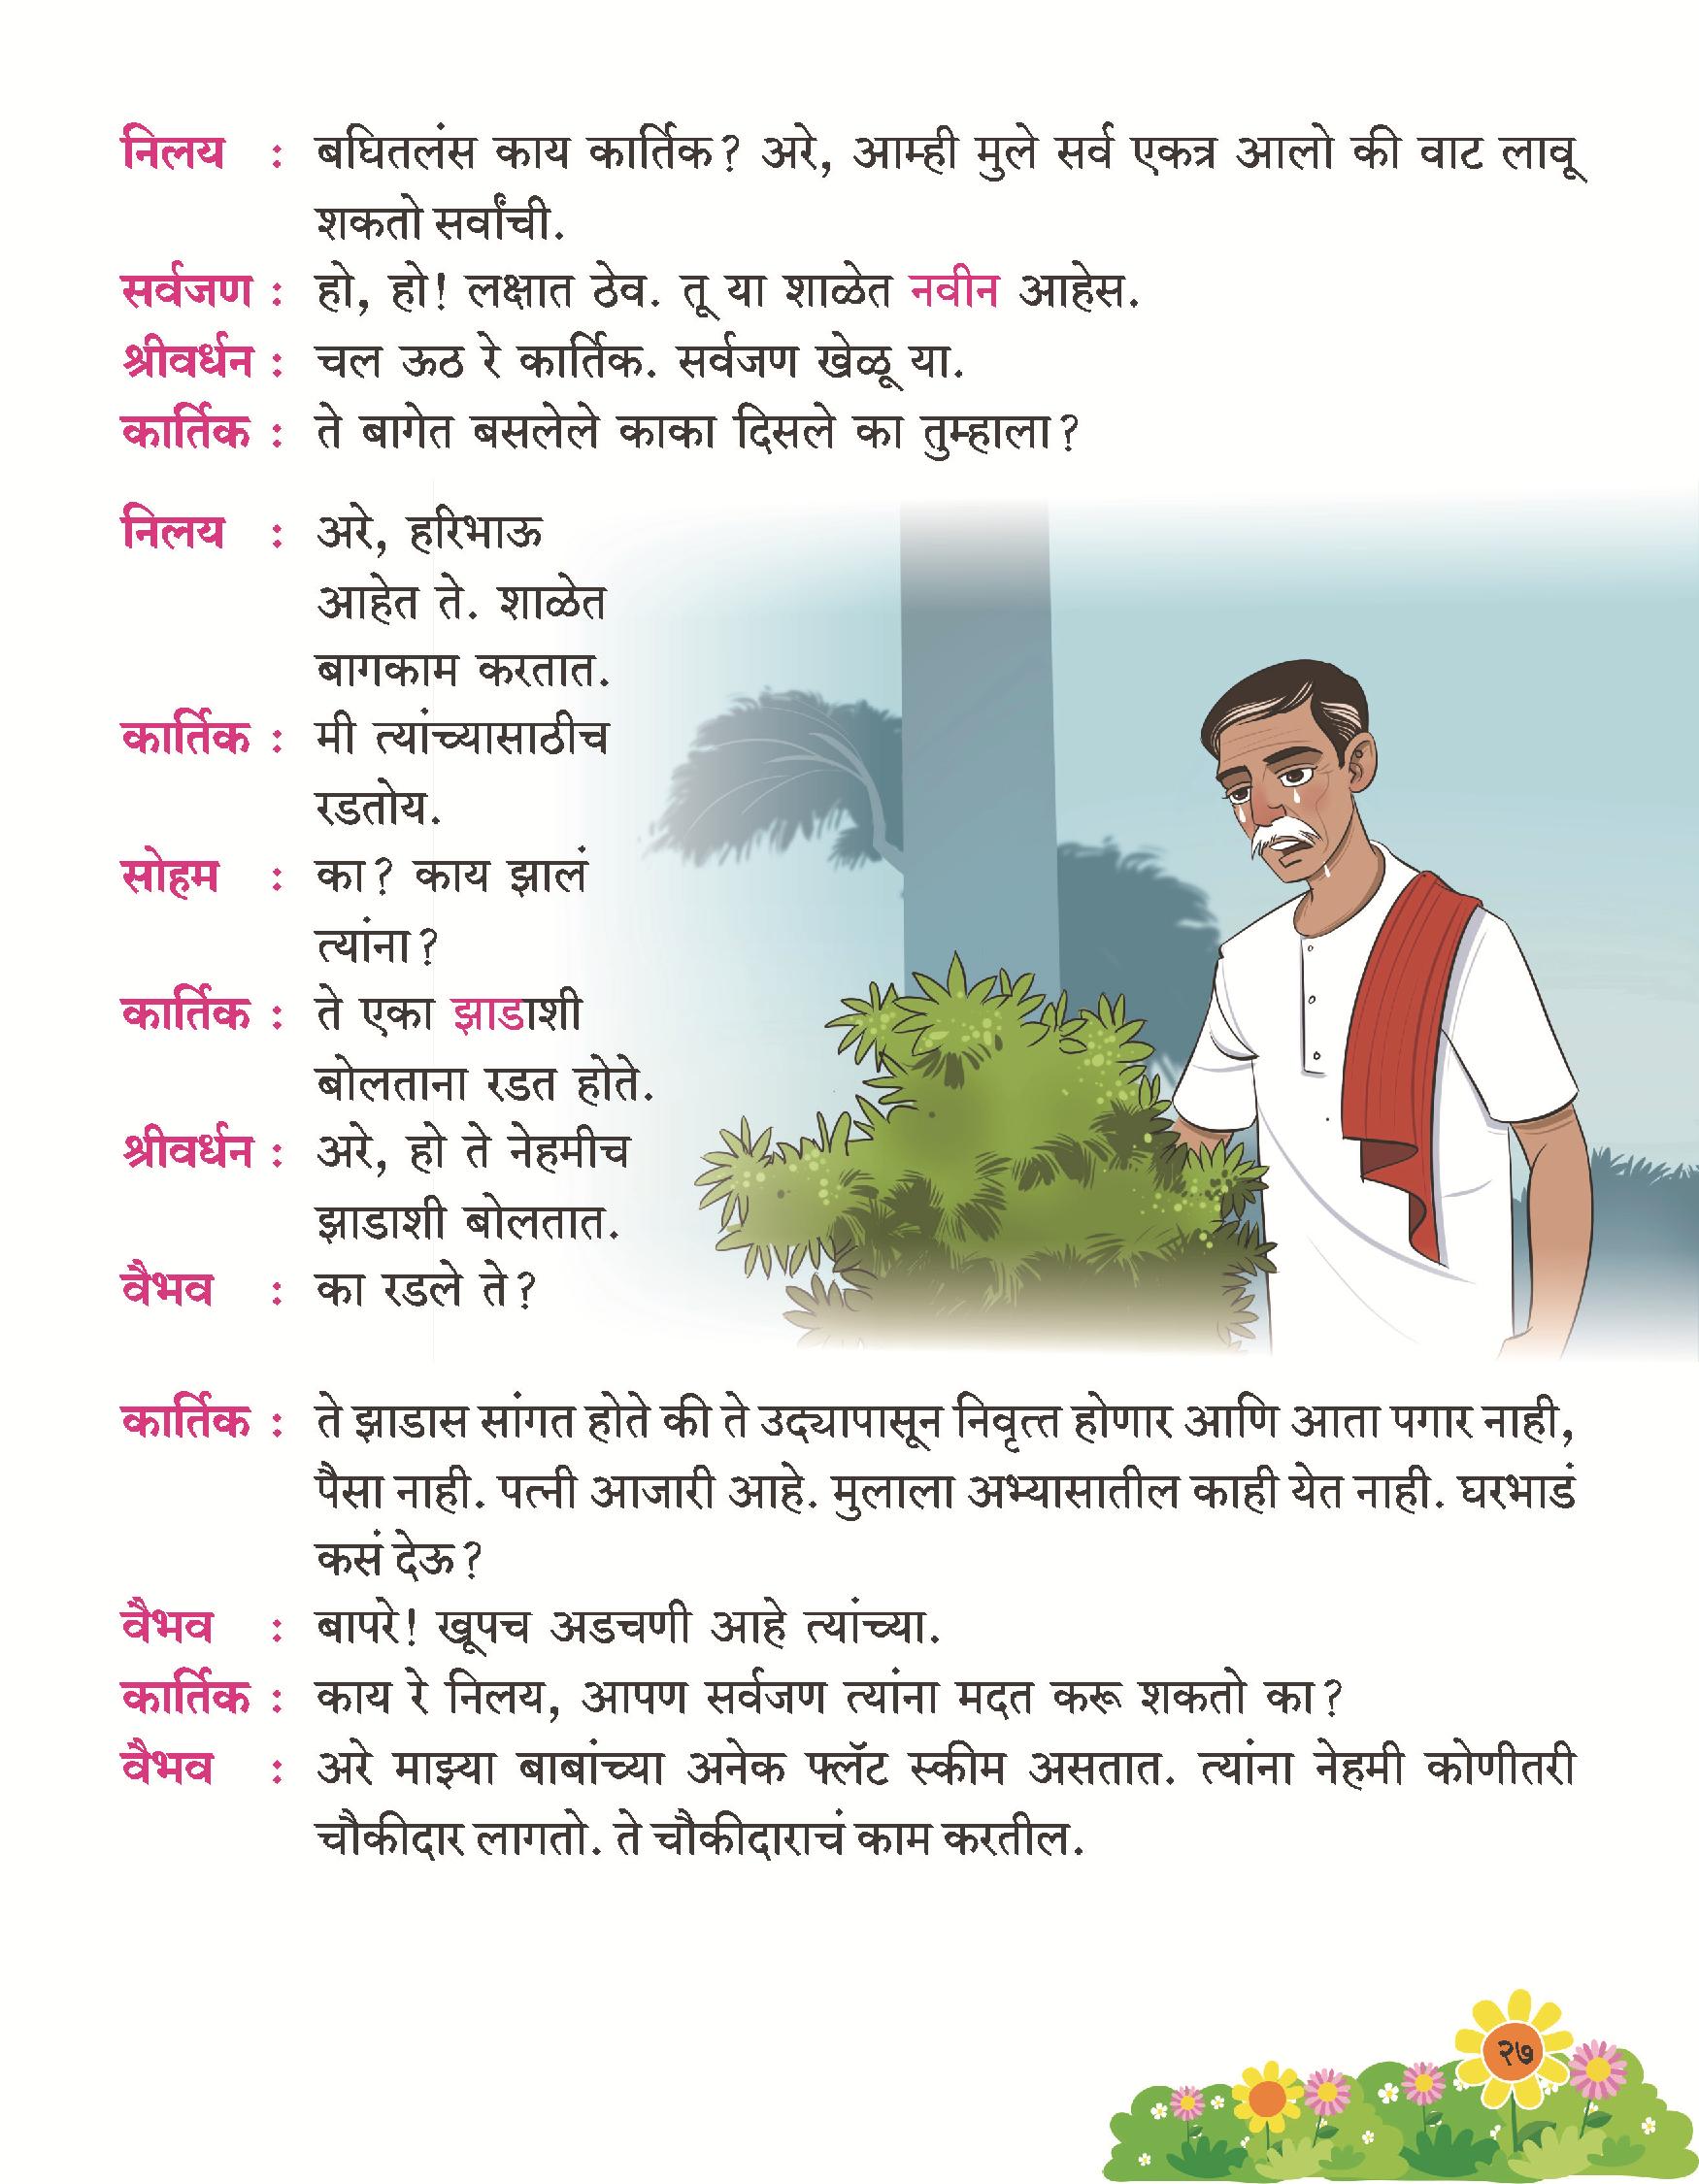 निलय : बघितलंस काय कार्तिक? अरे, आम्ही मुले सर्व एकत्र आलो की वाट लावू
शकतो सर्वांची.
सर्वजण : हो, हो! लक्षात ठेव. तू या शाळेत नवीन आहेस.
श्रीवर्धन : चल ऊठ रे कार्तिक. सर्वजण खेळू या.
कार्तिक : ते बागेत बसलेले काका दिसले का तुम्हाला?
निलय : अरे, हरिभाऊ
आहेत ते. शाळेत
बागकाम करतात.
कार्तिक : मी त्यांच्यासाठीच
रडतोय.
सोहम : का? काय झालं
त्यांना?
कार्तिक : ते एका झाडाशी
बोलताना रडत होते.
श्रीवर्धन : अरे, हो ते नेहमीच
झाडाशी बोलतात.
वैभव : का रडले ते?
कार्तिक : ते झाडास सांगत होते की ते उद्यापासून निवृत्त होणार आणि आता पगार नाही,
पैसा नाही. पत्नी आजारी आहे. मुलाला अभ्यासातील काही येत नाही. घरभाडं
कसं देऊ?
वैभव : बापरे! खूपच अडचणी आहे त्यांच्या.
कार्तिक : काय रे निलय, आपण सर्वजण त्यांना मदत करू शकतो का?
वैभव : अरे माझ्या बाबांच्या अनेक फ्लॅट स्कीम असतात. त्यांना नेहमी कोणीतरी
चौकीदार लागतो. ते चौकीदाराचं काम करतील.
२७